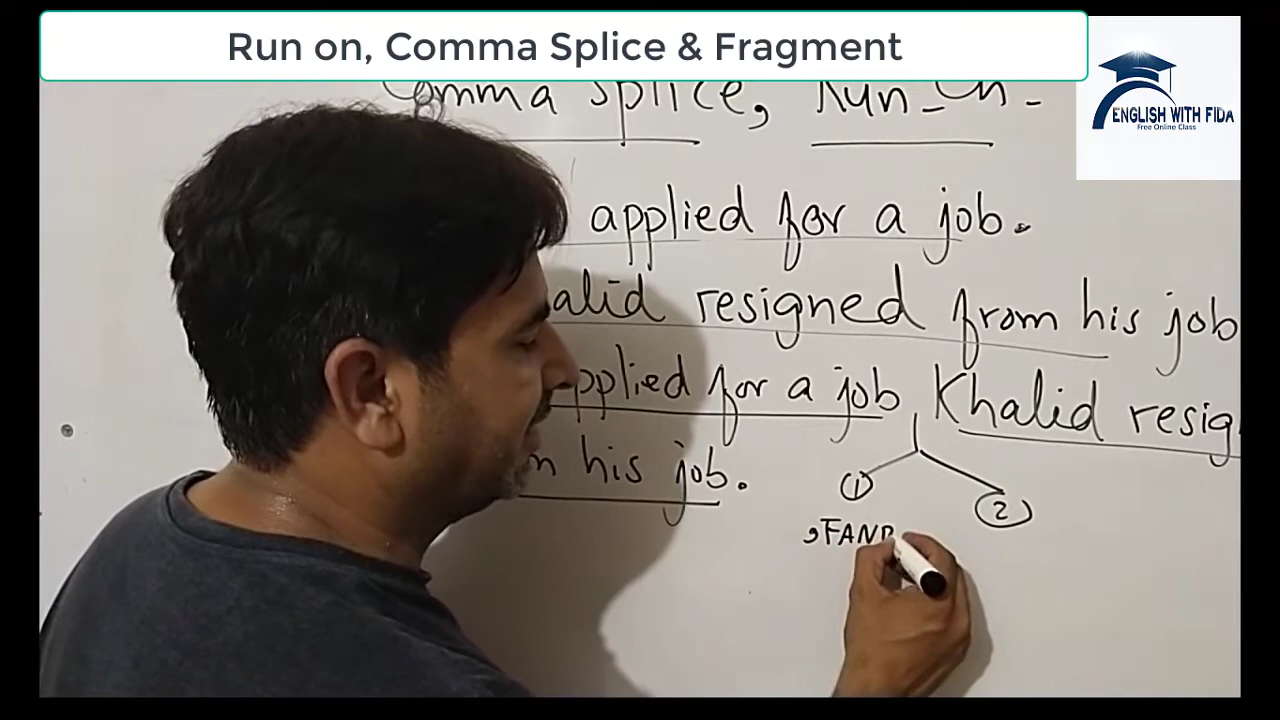 Run on, Comma Splice & Fragment
ENGLISH WITH FIDA
Free Online Class
Comma Splice, Run-On-
applied for a job.
alid resigned from his job
pplied for a job Khalid resig
his job.
1 2
,FAN